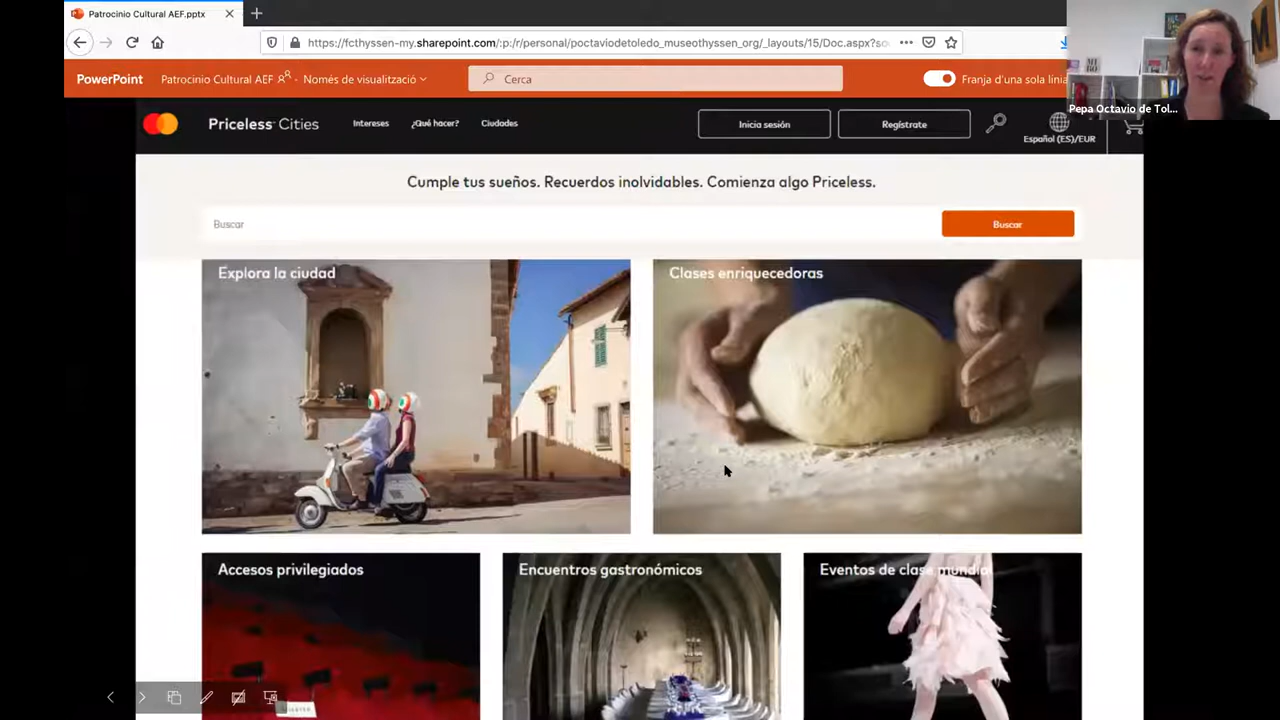 Patrocinio Cultural AEF.pptx
https://fcthyssen-my.sharepoint.com/:p:/r/personal/poctaviodetoledo_museothyssen_org/_layouts/15/Doc.aspx?so
PowerPoint Patrocinio Cultural AEF - Només de visualització Cerca Franja d'una sola línia
Pepa Octavio de Tol...
Priceless Cities Intereses ¿Qué hacer? Ciudades Inicia sesión Regístrate Español (ES)/EUR
Cumple tus sueños. Recuerdos inolvidables. Comienza algo Priceless.
Buscar Buscar
Explora la ciudad Clases enriquecedoras
Accesos privilegiados Encuentros gastronómicos Eventos de clase mundial